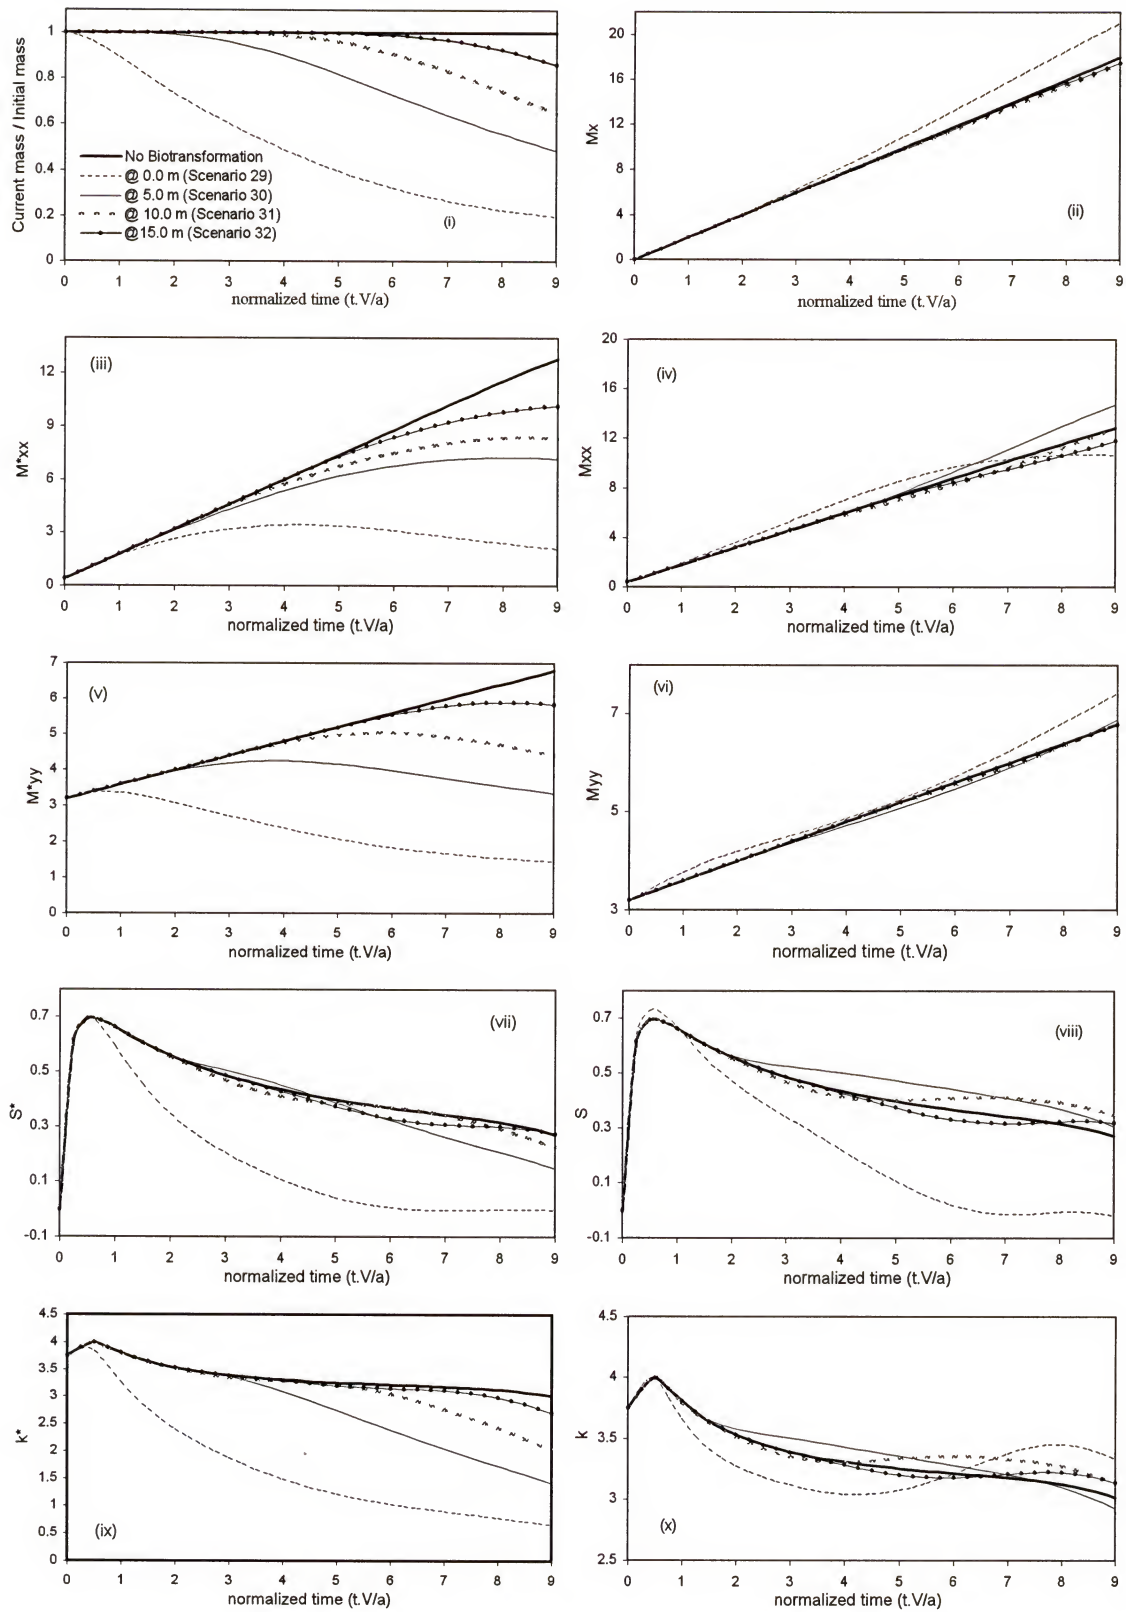 Current mass / Initial mass
1
0.8
0.6
0.4
0.2
0
No Biotransformation
@ 0.0 m (Scenario 29)
@ 5.0 m (Scenario 30)
@ 10.0 m (Scenario 31)
@15.0 m (Scenario 32)
(i)
0 1 2 3 4 5 6 7 8 9
normalized time (t.V/a)
Mx
20
16
12
8
4
0
(ii)
0 1 2 3 4 5 6 7 8 9
normalized time (t.V/a)
M*xx
12
9
6
3
0
(iii)
0 1 2 3 4 5 6 7 8 9
normalized time (t.V/a)
Mxx
20
16
12
8
4
0
(iv)
0 1 2 3 4 5 6 7 8 9
normalized time (t.V/a)
M*yy
7
6
5
4
3
2
1
0
(v)
0 1 2 3 4 5 6 7 8 9
normalized time (t.V/a)
Myy
7
5
3
(vi)
0 1 2 3 4 5 6 7 8 9
normalized time (t.V/a)
S*
0.7
0.5
0.3
0.1
-0.1
(vii)
0 1 2 3 4 5 6 7 8 9
normalized time (t.V/a)
S
0.7
0.5
0.3
0.1
-0.1
(viii)
0 1 2 3 4 5 6 7 8 9
normalized time (t.V/a)
k*
4.5
4
3.5
3
2.5
2
1.5
1
0.5
0
(ix)
0 1 2 3 4 5 6 7 8 9
normalized time (t.V/a)
k
4.5
4
3.5
3
2.5
(x)
0 1 2 3 4 5 6 7 8 9
normalized time (t.V/a)